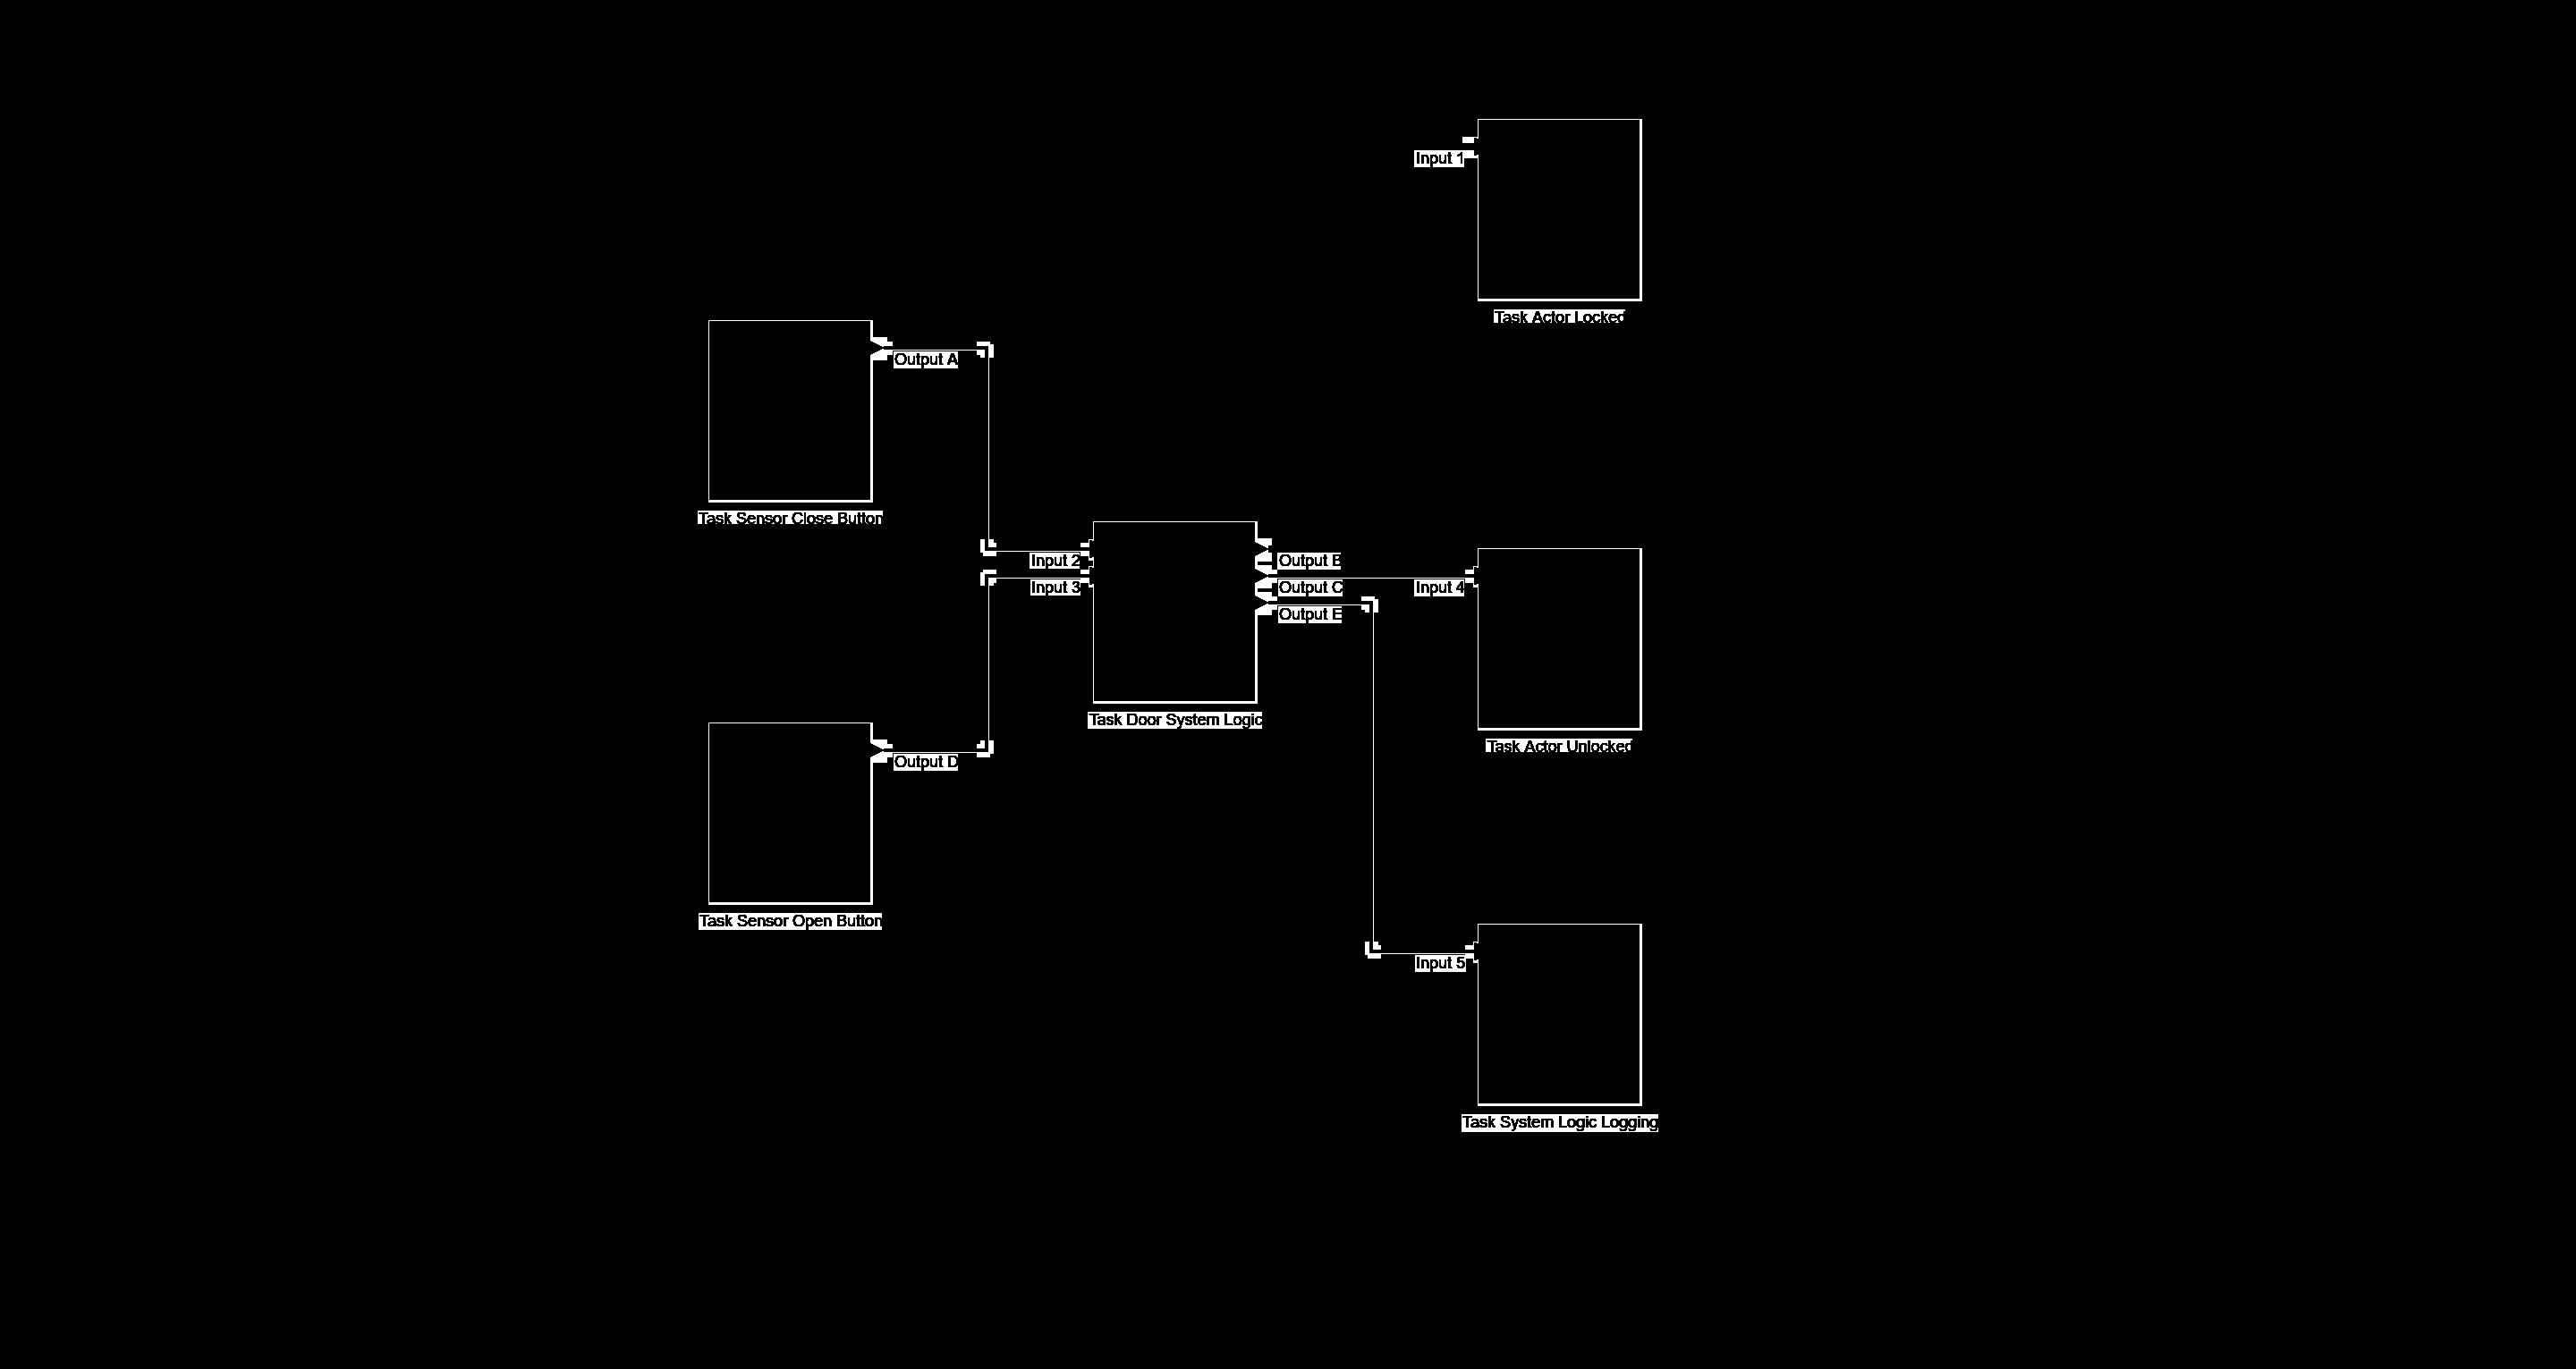 Input 1
Task Actor Locked
Output A
Task Sensor Close Button
Input 2
Output B
Input 3
Output C
Input 4
Output E
Task Door System Logic
Task Actor Unlocked
Output D
Task Sensor Open Button
Input 5
Task System Logic Logging